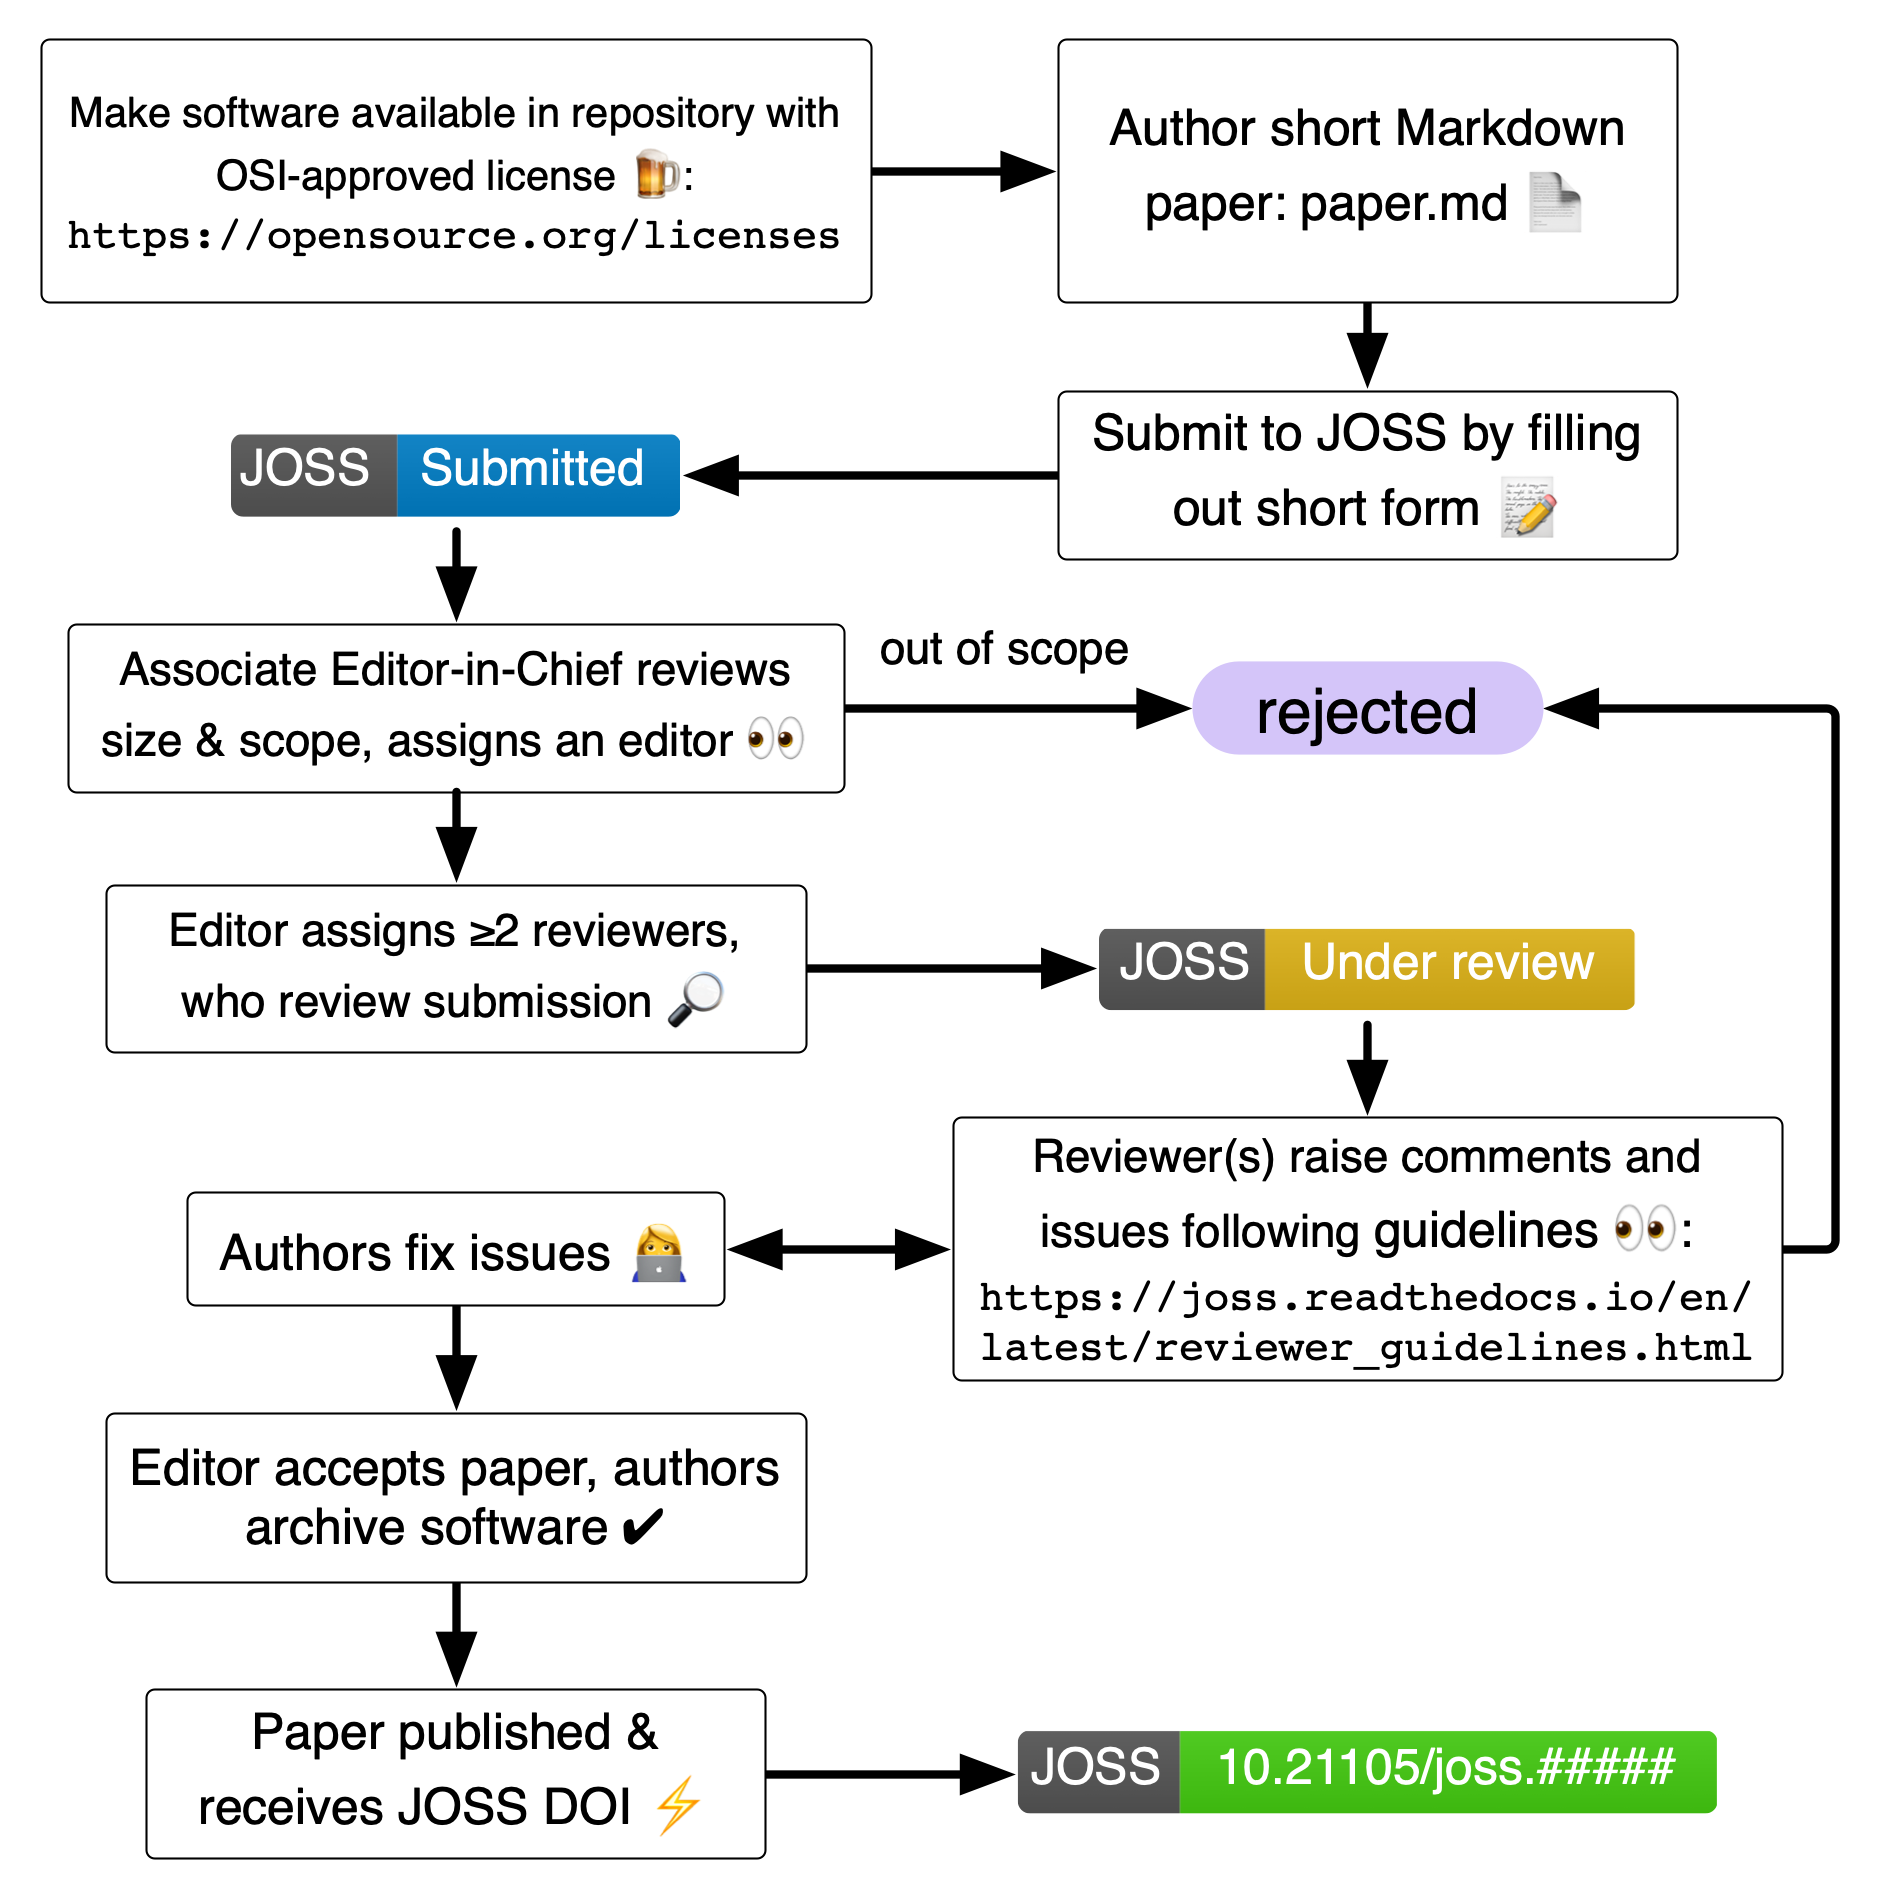 Make software available in repository with
OSI-approved license 🍺:
https://opensource.org/licenses
Author short Markdown
paper: paper.md 📄
Submit to JOSS by filling
out short form 📝
JOSS Submitted
Associate Editor-in-Chief reviews
size & scope, assigns an editor 👀
out of scope
rejected
Editor assigns ≥2 reviewers,
who review submission 🔎
JOSS Under review
Reviewer(s) raise comments and
issues following guidelines 👀:
https://joss.readthedocs.io/en/
latest/reviewer_guidelines.html
Authors fix issues 👩‍💻
Editor accepts paper, authors
archive software ✔
Paper published &
receives JOSS DOI ⚡
JOSS 10.21105/joss.#####